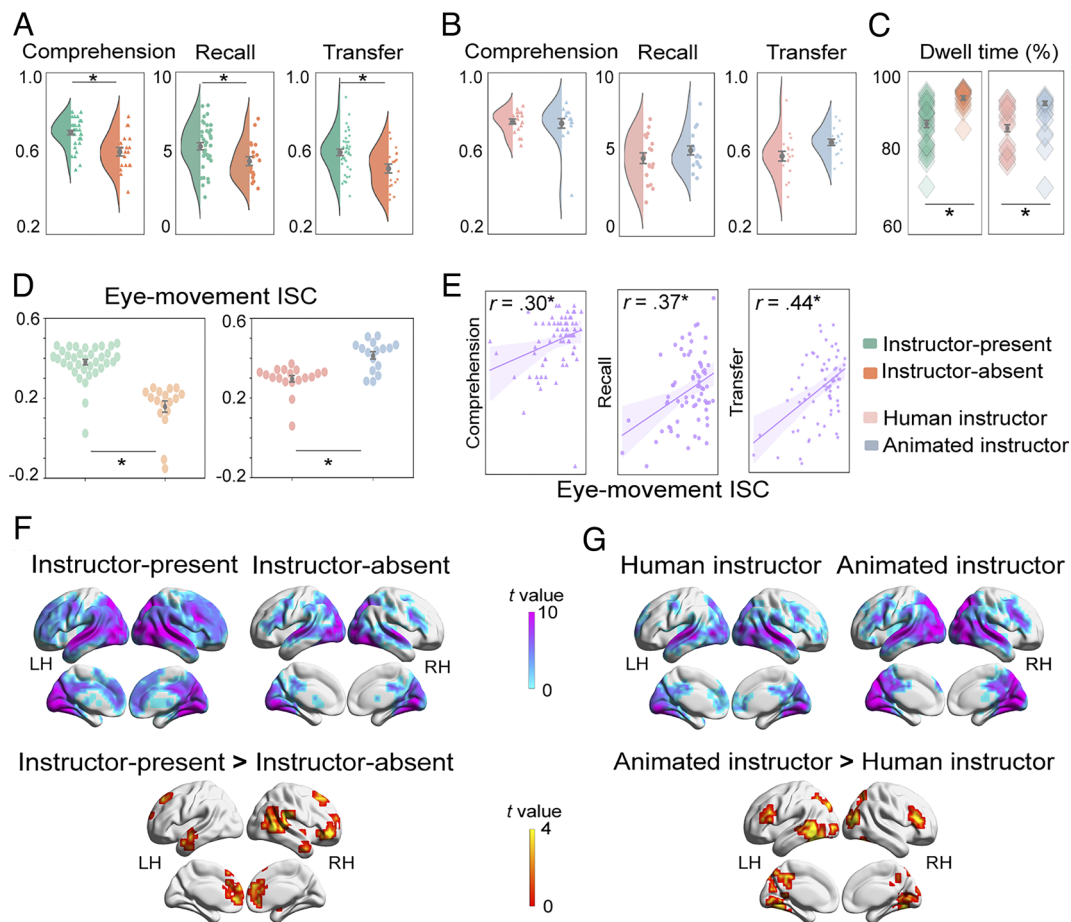 A
Comprehension
Recall
Transfer
1.0
0.6
0.2
*
10
5
0
*
1.0
0.6
0.2
*
B
Comprehension
Recall
Transfer
1.0
0.6
0.2
10
5
0
1.0
0.6
0.2
C
Dwell time (%)
100
80
60
*
*
D
Eye-movement ISC
0.6
0.2
-0.2
*
0.6
0.2
-0.2
*
E
r = .30*
r = .37*
r = .44*
Comprehension
Recall
Transfer
Eye-movement ISC
Instructor-present
Instructor-absent
Human instructor
Animated instructor
F
Instructor-present
Instructor-absent
LH
RH
t value
10
0
Instructor-present > Instructor-absent
LH
RH
t value
4
0
G
Human instructor
Animated instructor
LH
RH
Animated instructor > Human instructor
LH
RH